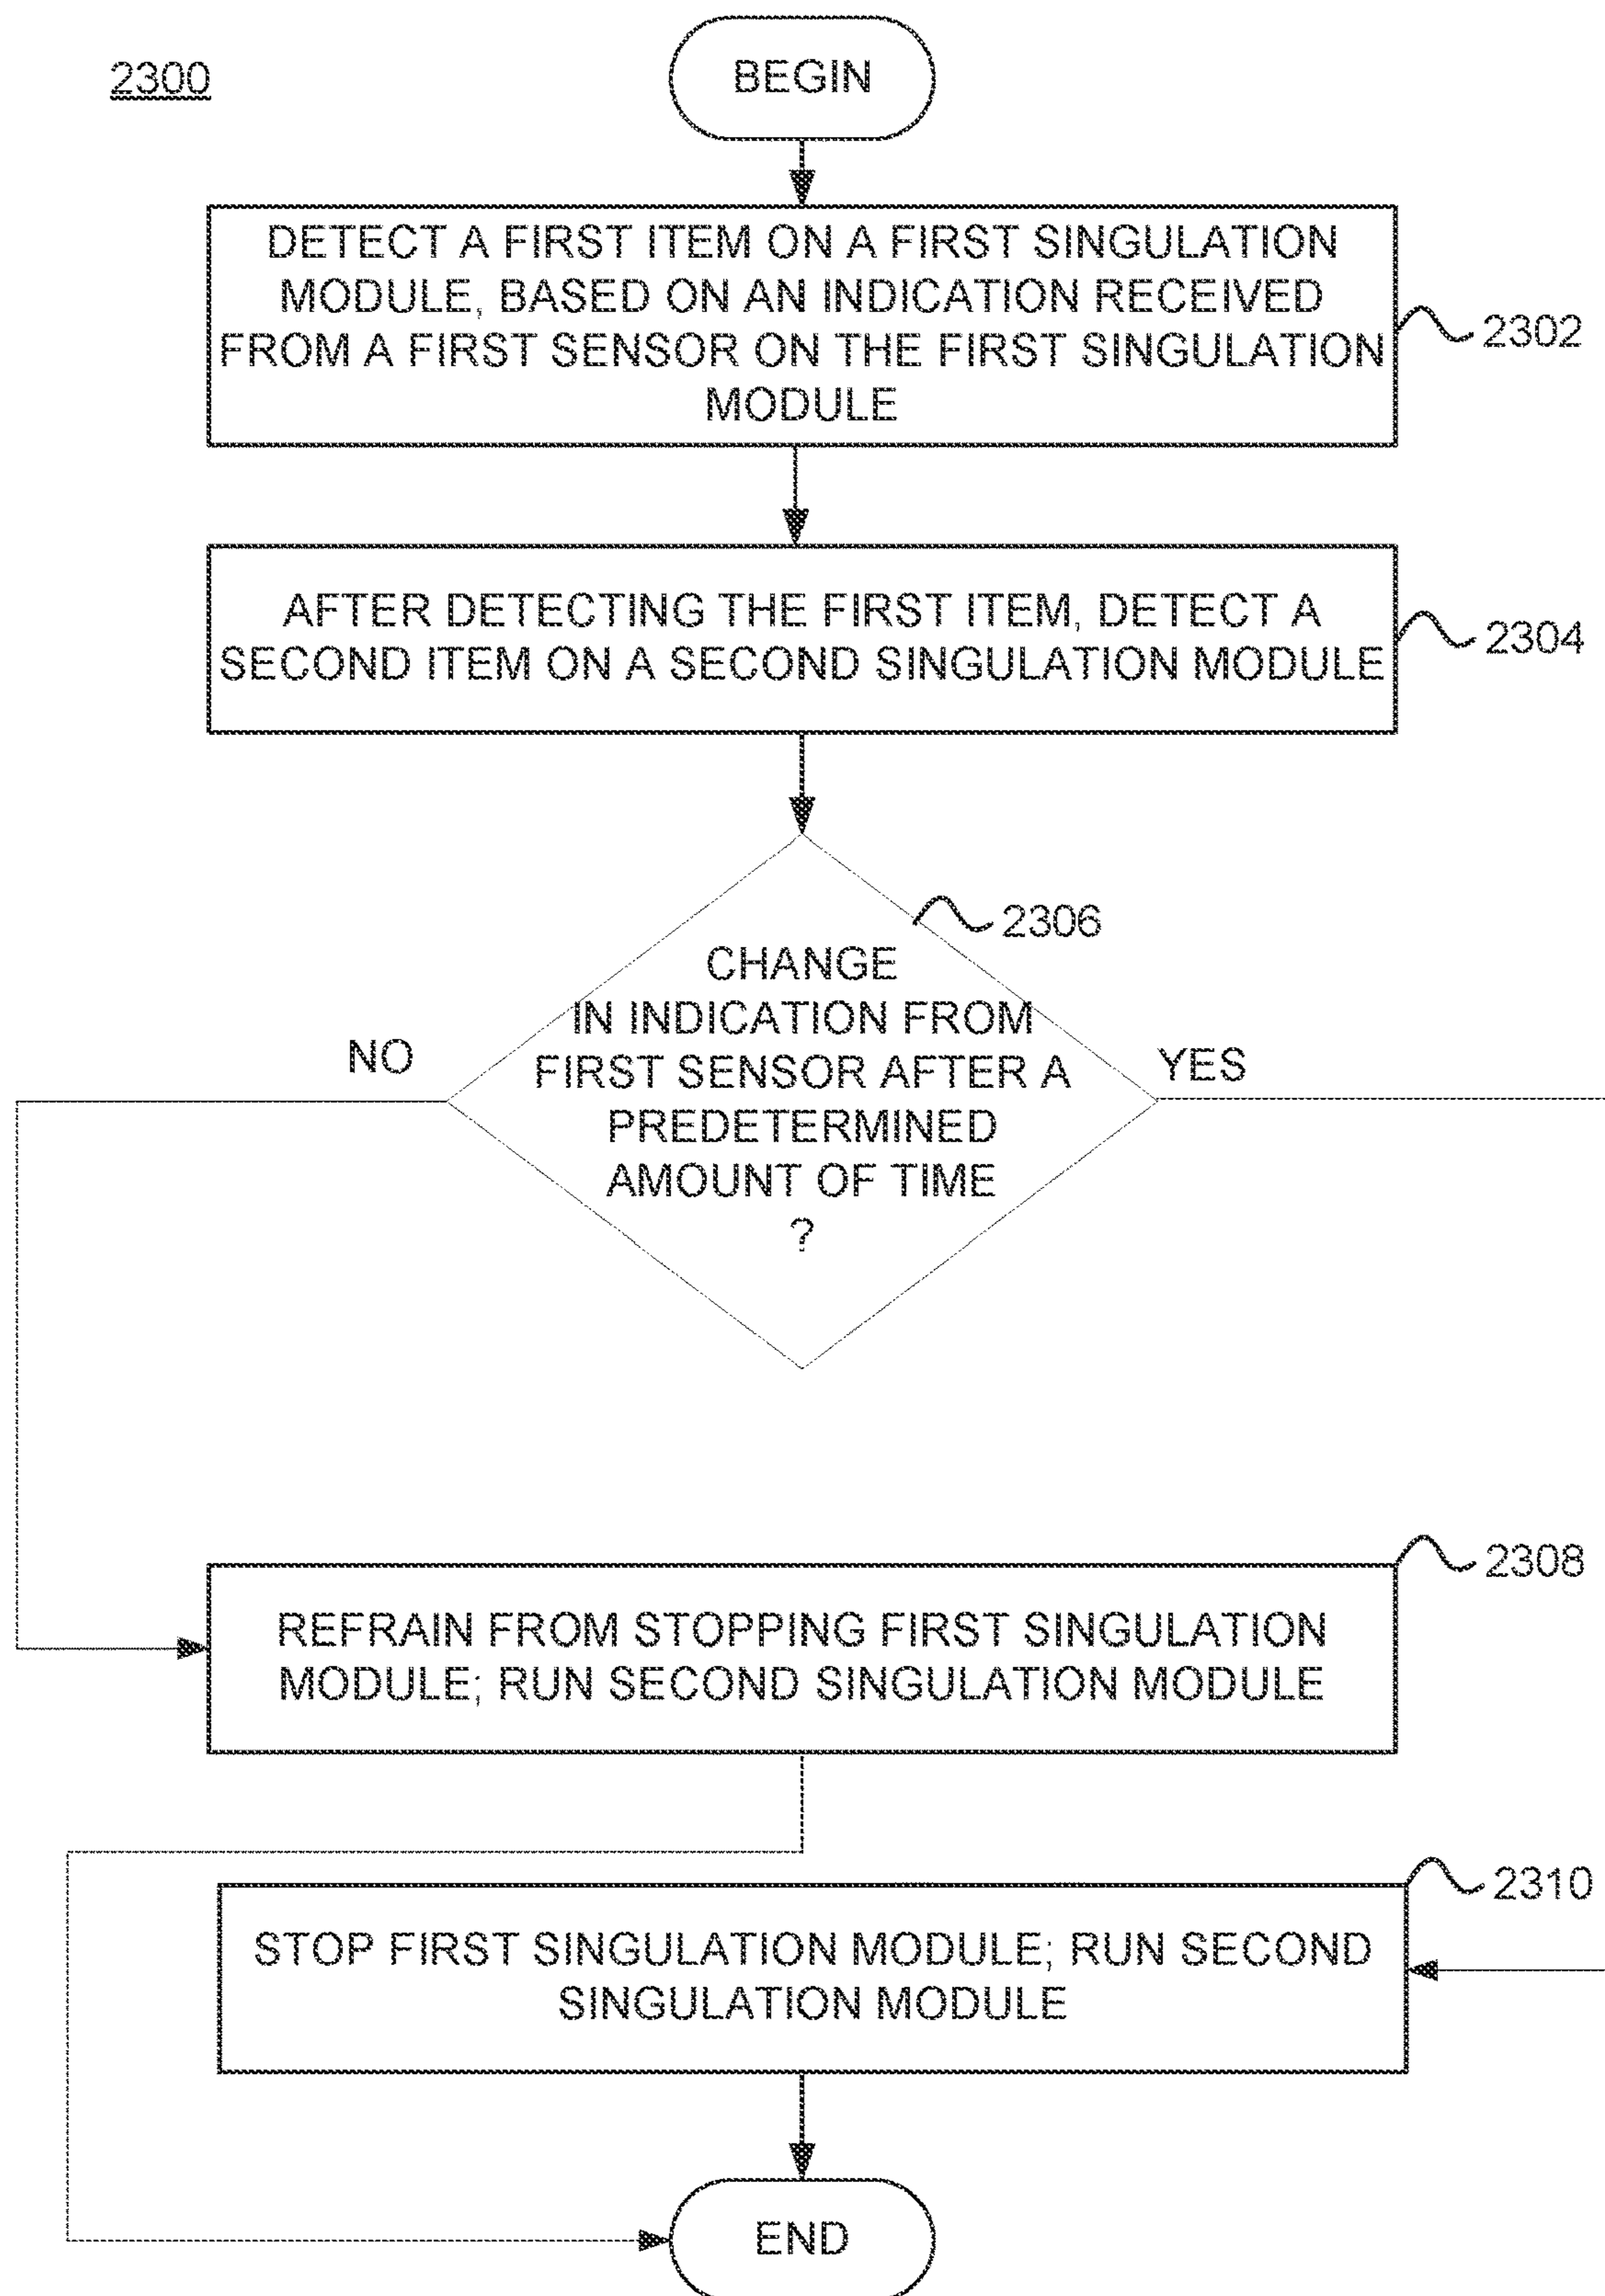 2300
BEGIN
DETECT A FIRST ITEM ON A FIRST SINGULATION
MODULE, BASED ON AN INDICATION RECEIVED
FROM A FIRST SENSOR ON THE FIRST SINGULATION
MODULE
2302
AFTER DETECTING THE FIRST ITEM, DETECT A
SECOND ITEM ON A SECOND SINGULATION MODULE
2304
2306
CHANGE
IN INDICATION FROM
FIRST SENSOR AFTER A
PREDETERMINED
AMOUNT OF TIME
?
NO
YES
2308
REFRAIN FROM STOPPING FIRST SINGULATION
MODULE; RUN SECOND SINGULATION MODULE
2310
STOP FIRST SINGULATION MODULE; RUN SECOND
SINGULATION MODULE
END